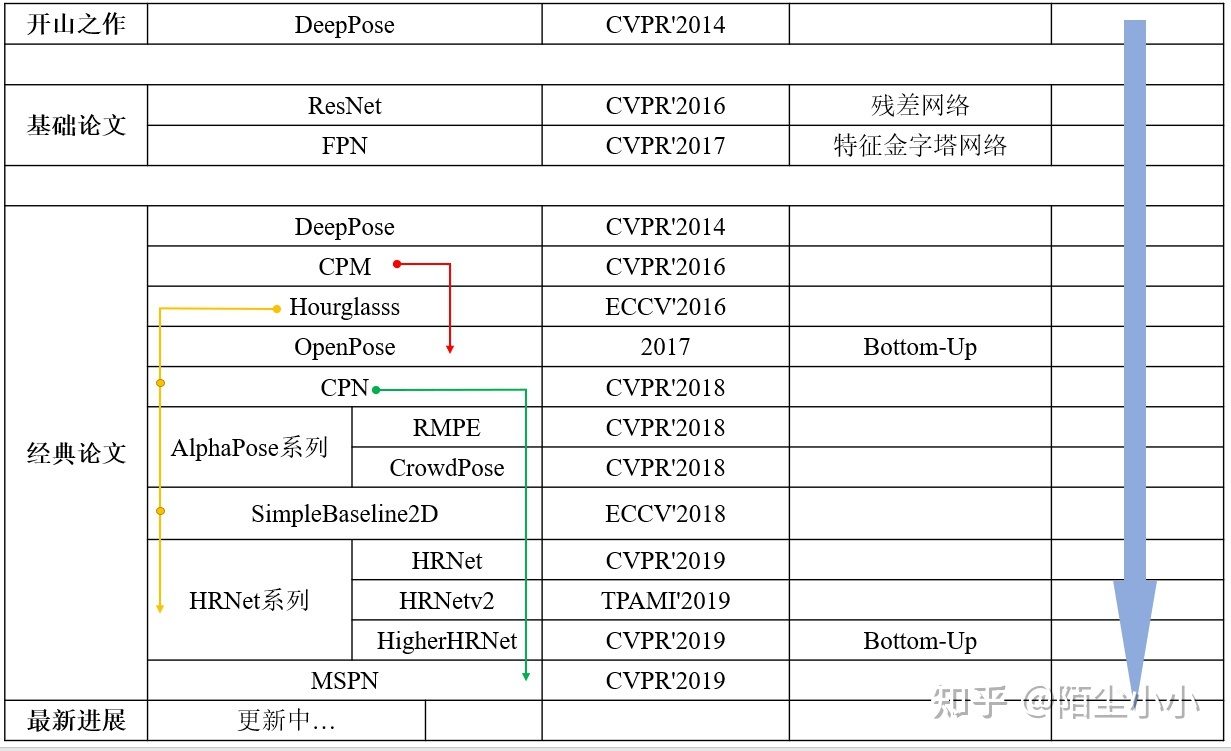 开山之作 DeepPose CVPR'2014
基础论文
ResNet CVPR'2016 残差网络
FPN CVPR'2017 特征金字塔网络
经典论文
DeepPose CVPR'2014
CPM CVPR'2016
Hourglasss ECCV'2016
OpenPose 2017 Bottom-Up
CPN CVPR'2018
AlphaPose系列
RMPE CVPR'2018
CrowdPose CVPR'2018
SimpleBaseline2D ECCV'2018
HRNet系列
HRNet CVPR'2019
HRNetv2 TPAMI'2019
HigherHRNet CVPR'2019 Bottom-Up
MSPN CVPR'2019
最新进展 更新中...
知乎 @陌尘小小